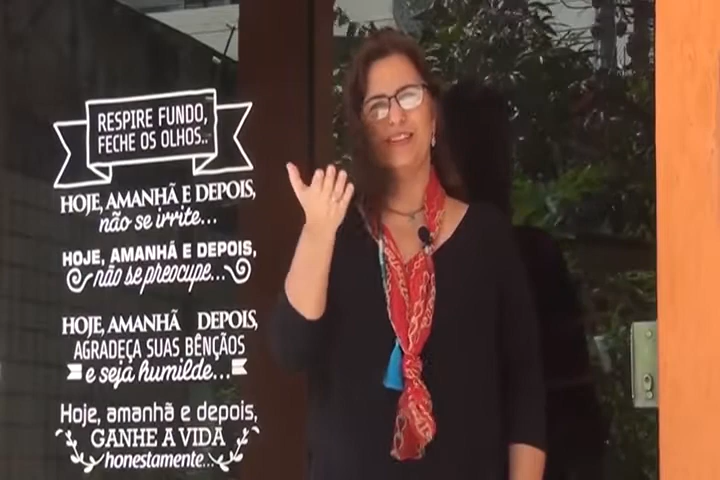 RESPIRE FUNDO,
FECHE OS OLHOS..
HOJE, AMANHÃ E DEPOIS,
não se irrite...
HOJE, AMANHÃ E DEPOIS,
não se preocupe...
HOJE, AMANHÃ DEPOIS,
AGRADEÇA SUAS BÊNÇÃOS
e seja humilde...
Hoje, amanhã e depois,
GANHE A VIDA
honestamente...